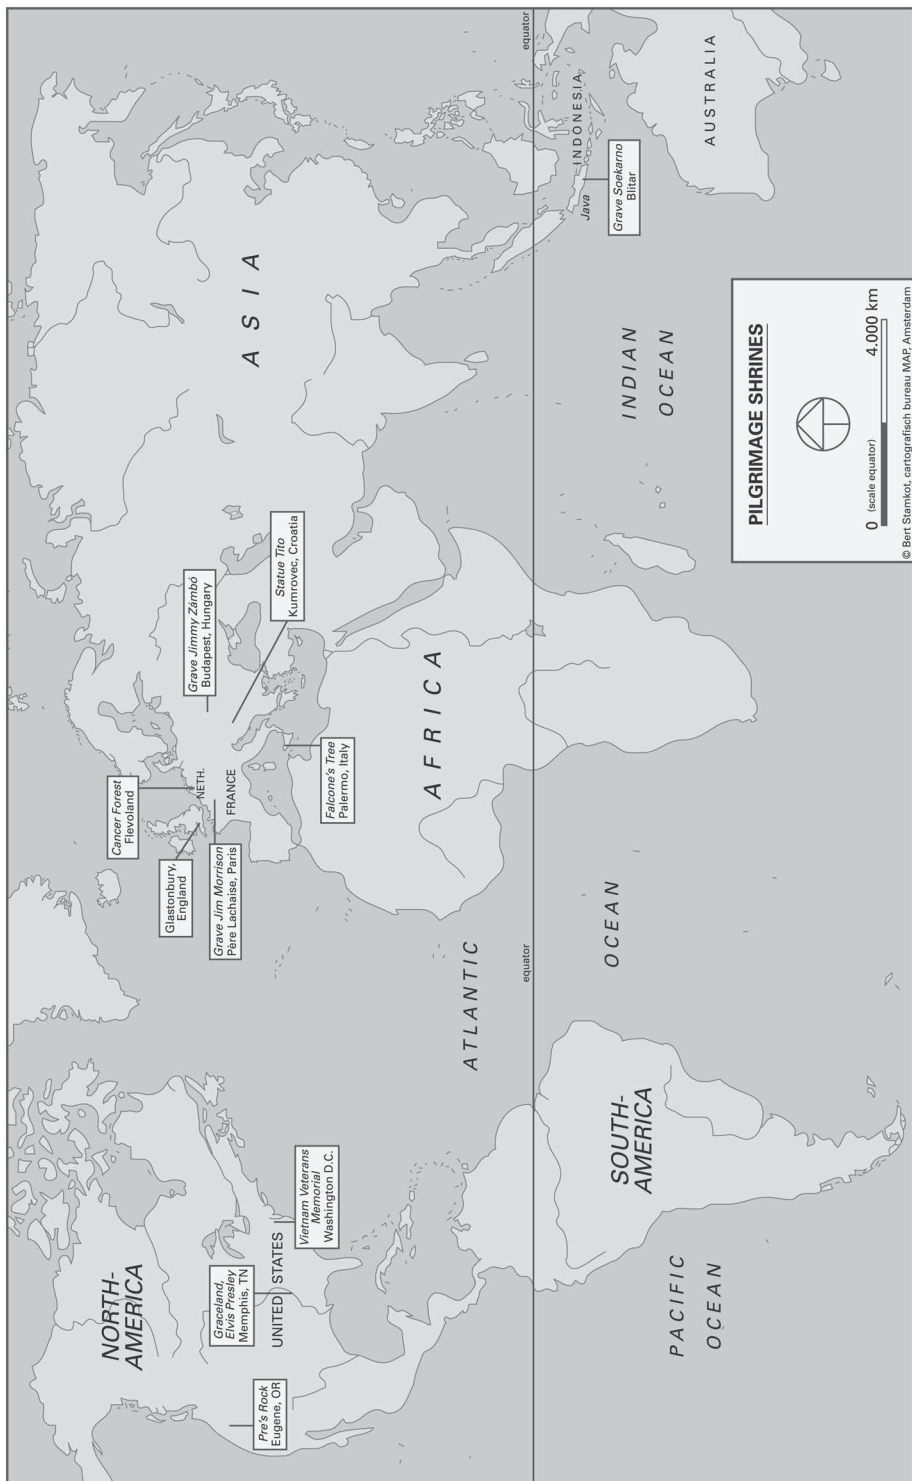 NORTH-
AMERICA
Pre's Rock
Eugene, OR
Graceland,
Elvis Presley
Memphis, TN
UNITED STATES
Vietnam Veterans
Memorial
Washington D.C.
PACIFIC
OCEAN
SOUTH-
AMERICA
ATLANTIC
OCEAN
equator
Glastonbury,
England
Grave Jim Morrison
Père Lachaise, Paris
Cancer Forest
Flevoland
NETH.
FRANCE
Grave Jimmy Zámbó
Budapest, Hungary
Statue Tito
Kumrovec, Croatia
Falcone's Tree
Palermo, Italy
AFRICA
ASIA
INDIAN
OCEAN
equator
INDONESIA
Java
Grave Soekarno
Blitar
AUSTRALIA
PILGRIMAGE SHRINES
0 (scale equator) 4.000 km
© Bert Stamkot, cartografisch bureau MAP, Amsterdam